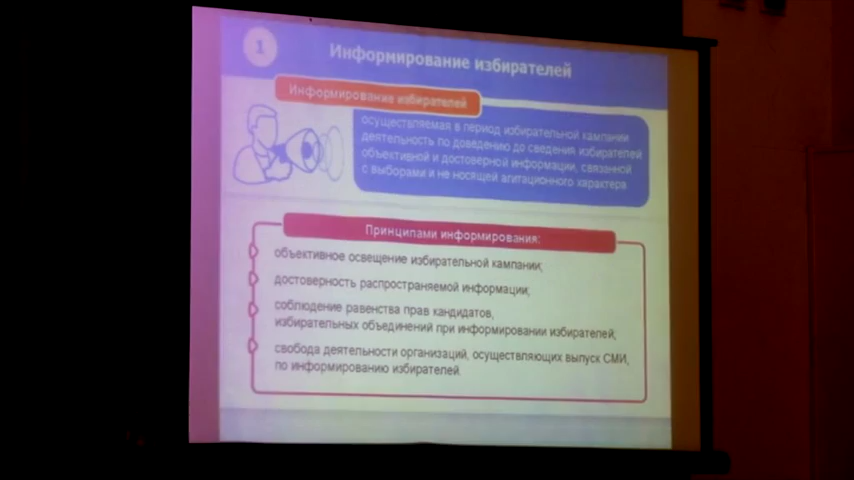 1
Информирование избирателей
Информирование избирателей
осуществляемая в период избирательной кампании
деятельность по доведению до сведения избирателей
объективной и достоверной информации, связанной
с выборами и не носящей агитационного характера
Принципами информирования:
объективное освещение избирательной кампании;
достоверность распространяемой информации;
соблюдение равенства прав кандидатов,
избирательных объединений при информировании избирателей;
свобода деятельности организаций, осуществляющих выпуск СМИ,
по информированию избирателей.